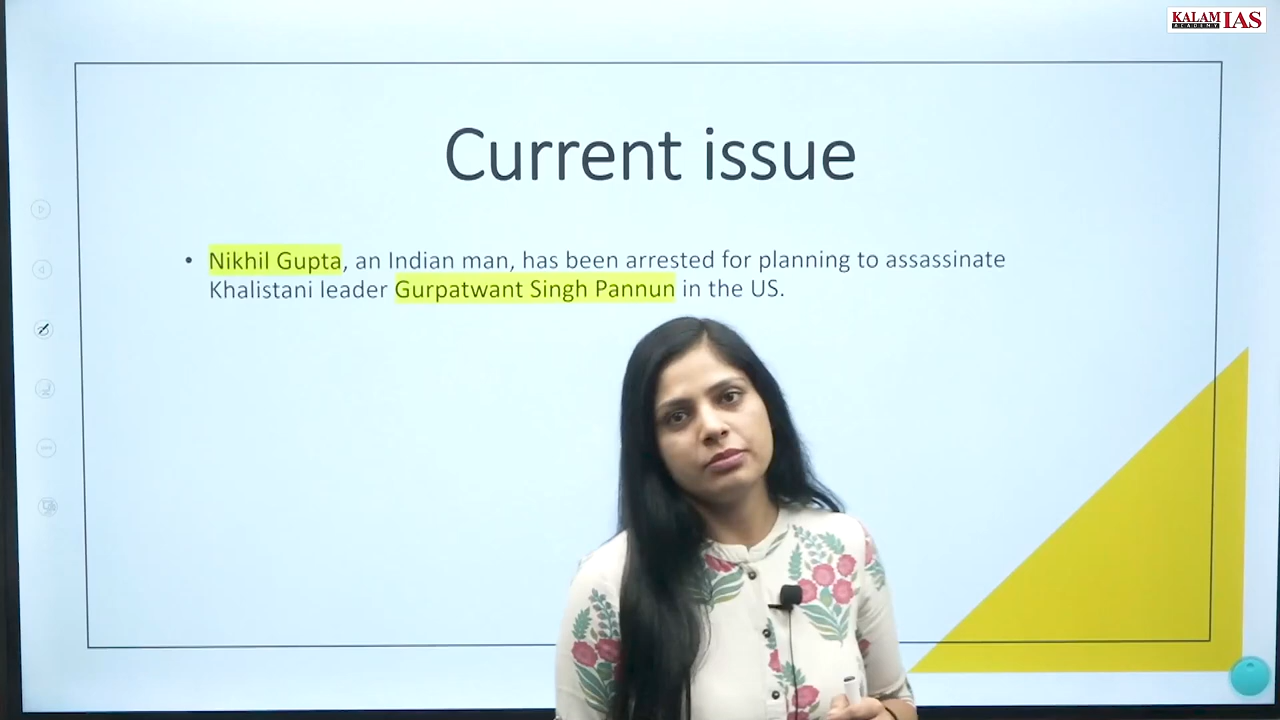 KALAM IAS
ACADEMY
Current issue
• Nikhil Gupta, an Indian man, has been arrested for planning to assassinate
Khalistani leader Gurpatwant Singh Pannun in the US.